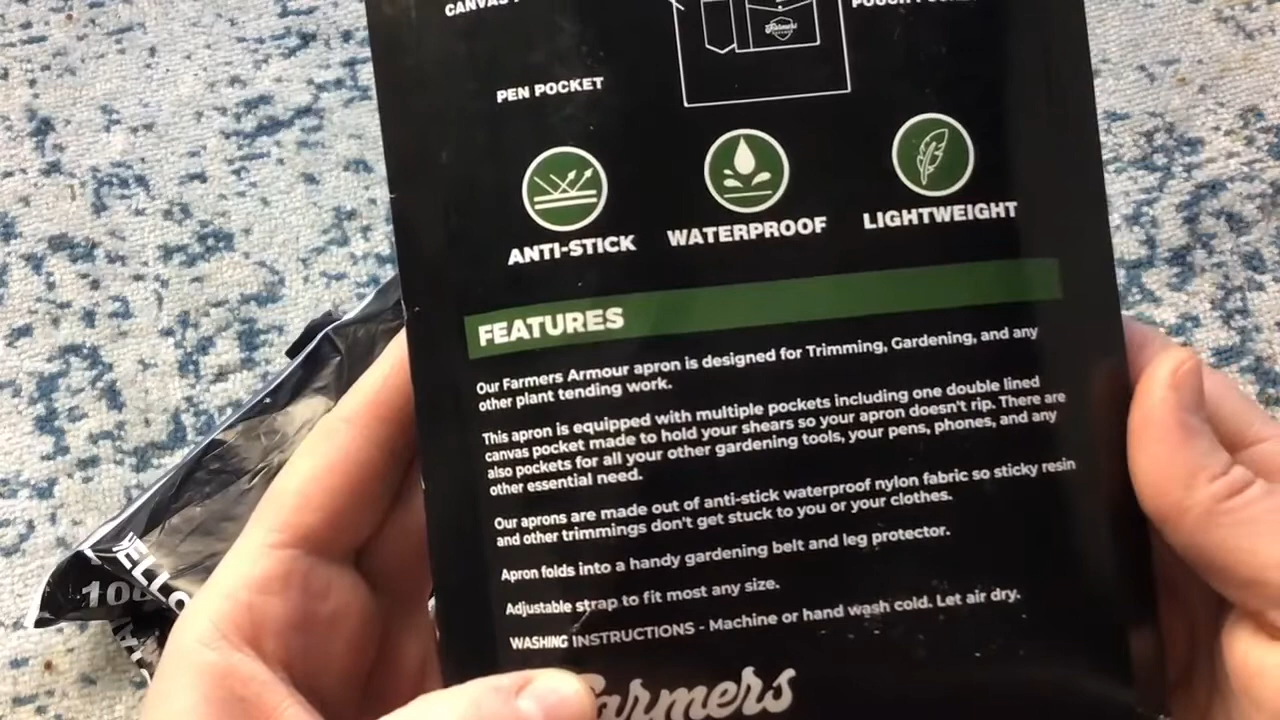 CANVAS
POUCH POCKET
Farmers
PEN POCKET
ANTI-STICK
WATERPROOF
LIGHTWEIGHT
FEATURES
Our Farmers Armour apron is designed for Trimming, Gardening, and any
other plant tending work.
This apron is equipped with multiple pockets including one double lined
canvas pocket made to hold your shears so your apron doesn't rip. There are
also pockets for all your other gardening tools, your pens, phones, and any
other essential need.
Our aprons are made out of anti-stick waterproof nylon fabric so sticky resin
and other trimmings don't get stuck to you or your clothes.
Apron folds into a handy gardening belt and leg protector.
Adjustable strap to fit most any size.
WASHING INSTRUCTIONS - Machine or hand wash cold. Let air dry.
Farmers